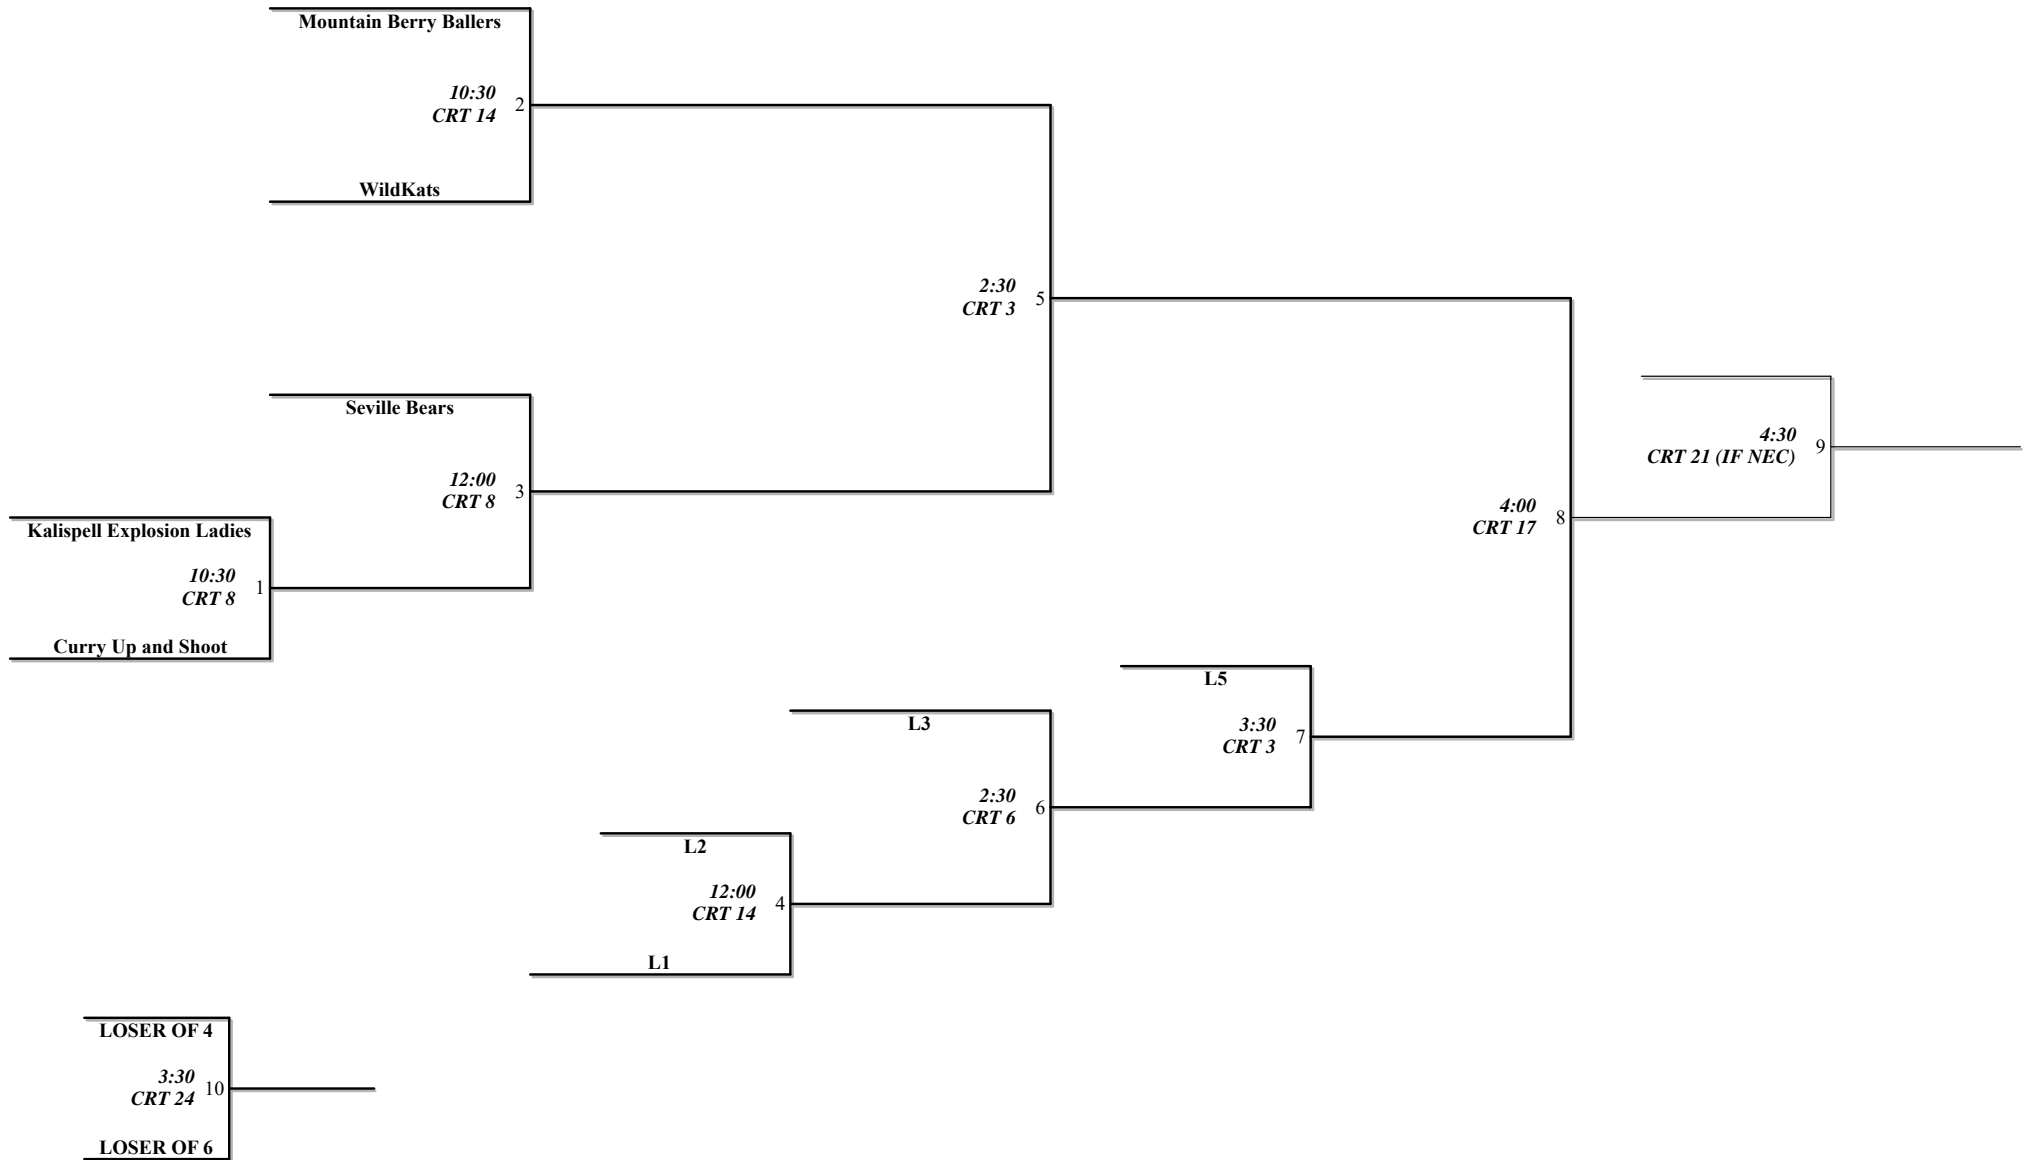 Mountain Berry Ballers
10:30
CRT 14
2
WildKats
2:30
CRT 3
5
Seville Bears
12:00
CRT 8
3
Kalispell Explosion Ladies
10:30
CRT 8
1
Curry Up and Shoot
4:30
CRT 21 (IF NEC)
9
4:00
CRT 17
8
L5
3:30
CRT 3
7
L3
2:30
CRT 6
6
L2
12:00
CRT 14
4
L1
LOSER OF 4
3:30
CRT 24
10
LOSER OF 6